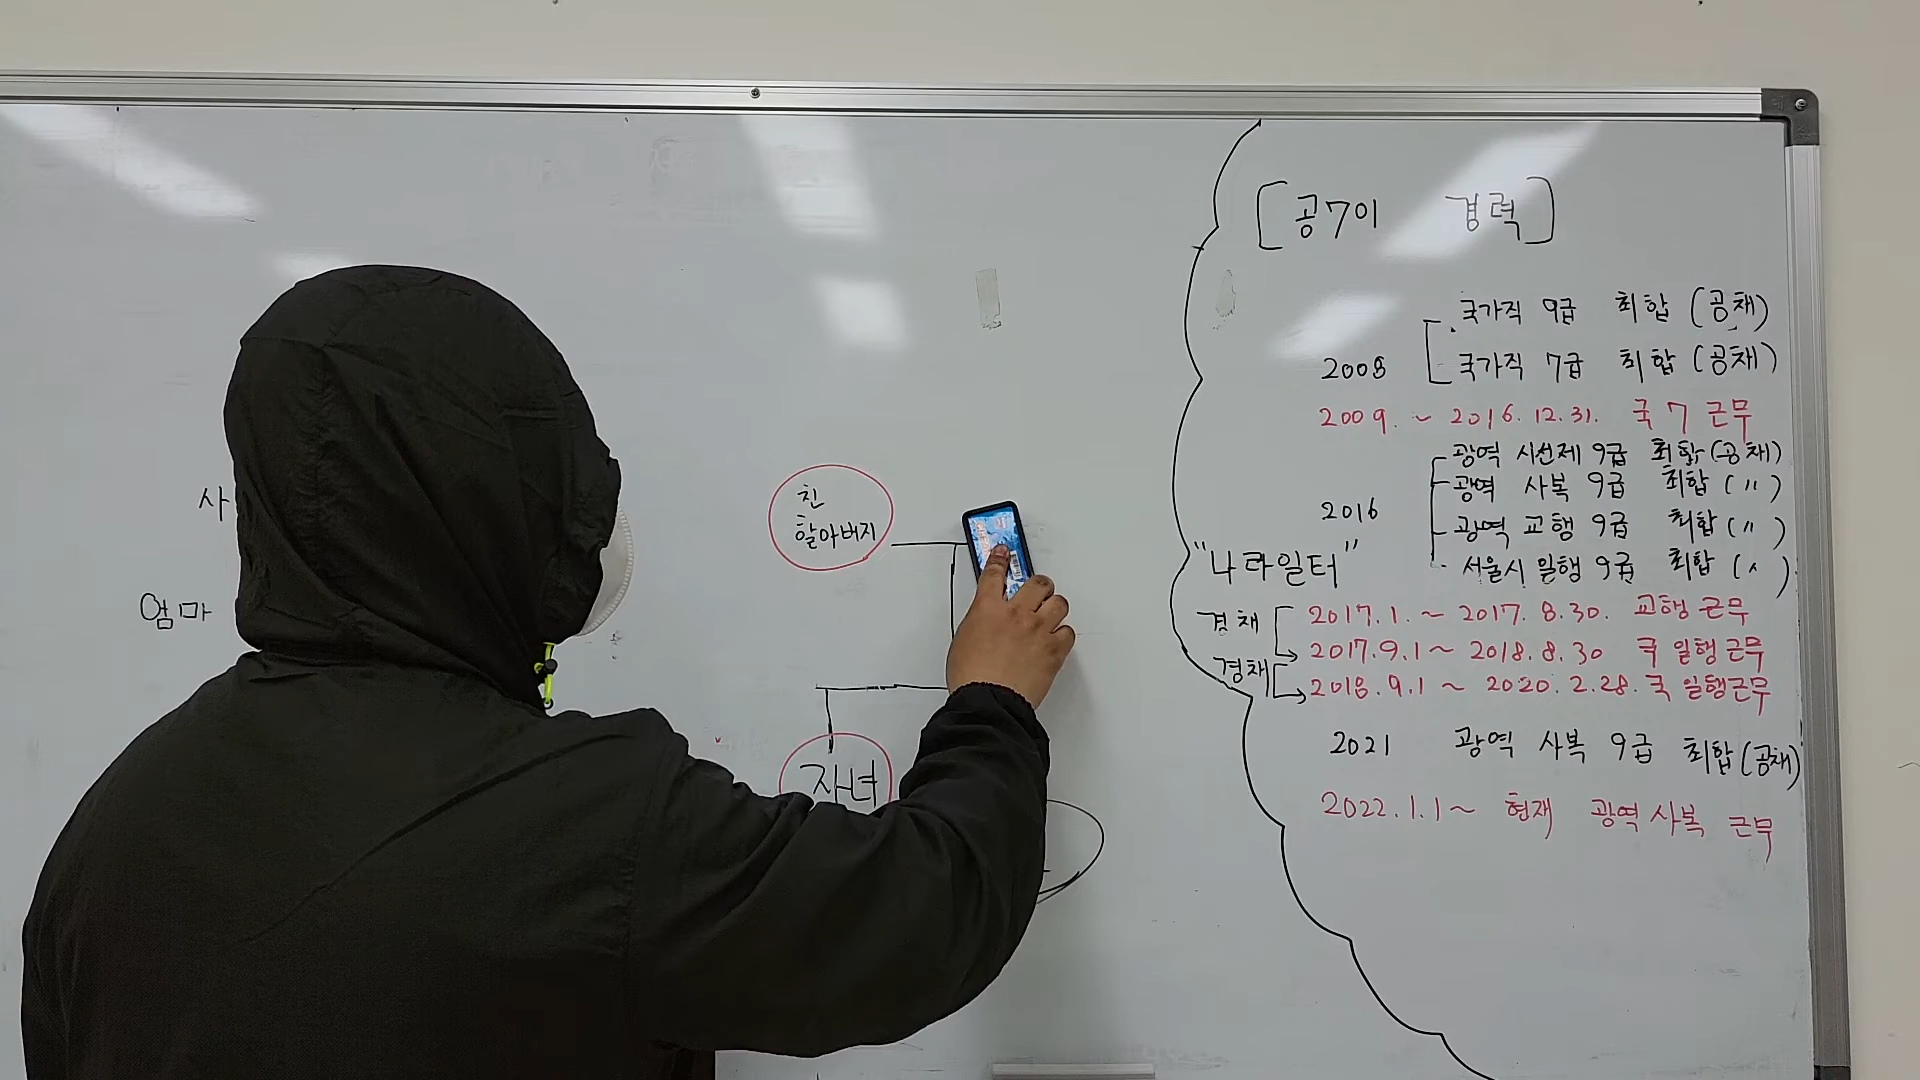 사
엄마
친
할아버지
자녀
[공7이 경력]
국가직 9급 최합 (공채)
2008 국가직 7급 최합 (공채)
2009. ~ 2016.12.31. 국7 근무
광역 시선제 9급 최합 (공채)
광역 사복 9급 최합 (〃)
2016
광역 교행 9급 최합 (〃)
"나라일터"
서울시 일행 9급 최합 (〃)
경채 2017.1. ~ 2017.8.30. 교행 근무
2017.9.1 ~ 2018.8.30 국 일행 근무
경채 2018.9.1 ~ 2020.2.28. 국 일행근무
2021 광역 사복 9급 최합 (공채)
2022.1.1 ~ 현재 광역 사복 근무